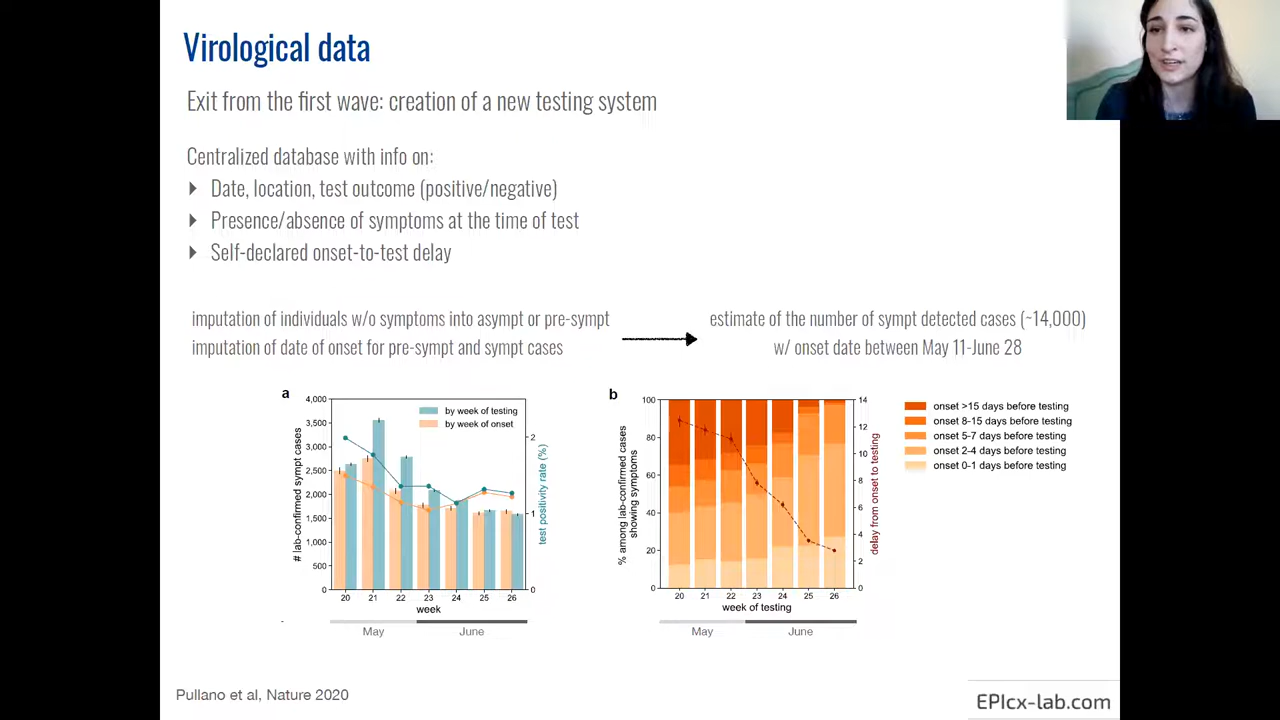 Virological data
Exit from the first wave: creation of a new testing system
Centralized database with info on:
Date, location, test outcome (positive/negative)
Presence/absence of symptoms at the time of test
Self-declared onset-to-test delay
imputation of individuals w/o symptoms into asympt or pre-sympt
imputation of date of onset for pre-sympt and sympt cases
estimate of the number of sympt detected cases (~14,000)
w/ onset date between May 11-June 28
a
# lab-confirmed sympt cases
4,000
3,500
3,000
2,500
2,000
1,500
1,000
500
0
by week of testing
by week of onset
2
1
0
test positivity rate (%)
20 21 22 23 24 25 26
week
May June
b
% among lab-confirmed cases
showing symptoms
100
80
60
40
20
0
14
12
10
8
6
4
2
0
delay from onset to testing
20 21 22 23 24 25 26
week of testing
May June
onset >15 days before testing
onset 8-15 days before testing
onset 5-7 days before testing
onset 2-4 days before testing
onset 0-1 days before testing
Pullano et al, Nature 2020
EPIcx-lab.com